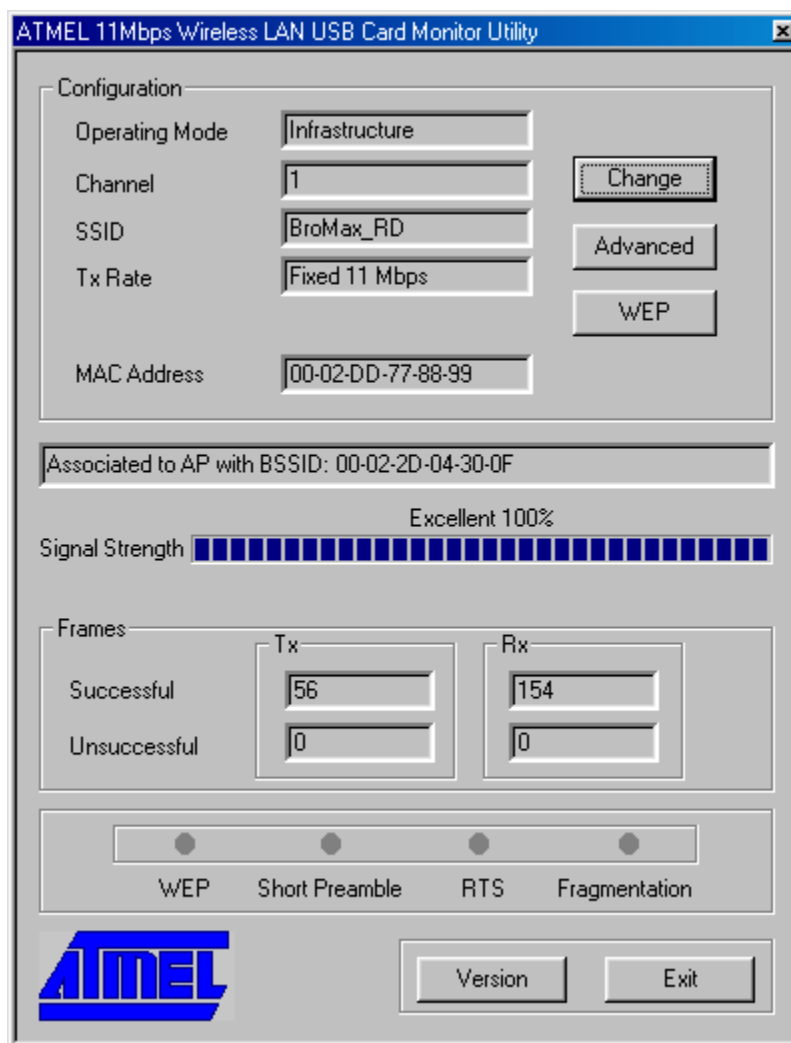 ATMEL 11Mbps Wireless LAN USB Card Monitor Utility
Configuration
Operating Mode Infrastructure
Channel 1
Change
SSID BroMax_RD
Advanced
Tx Rate Fixed 11 Mbps
WEP
MAC Address 00-02-DD-77-88-99
Associated to AP with BSSID: 00-02-2D-04-30-0F
Excellent 100%
Signal Strength
Frames
Tx Rx
Successful 56 154
Unsuccessful 0 0
WEP Short Preamble RTS Fragmentation
ATMEL
Version Exit